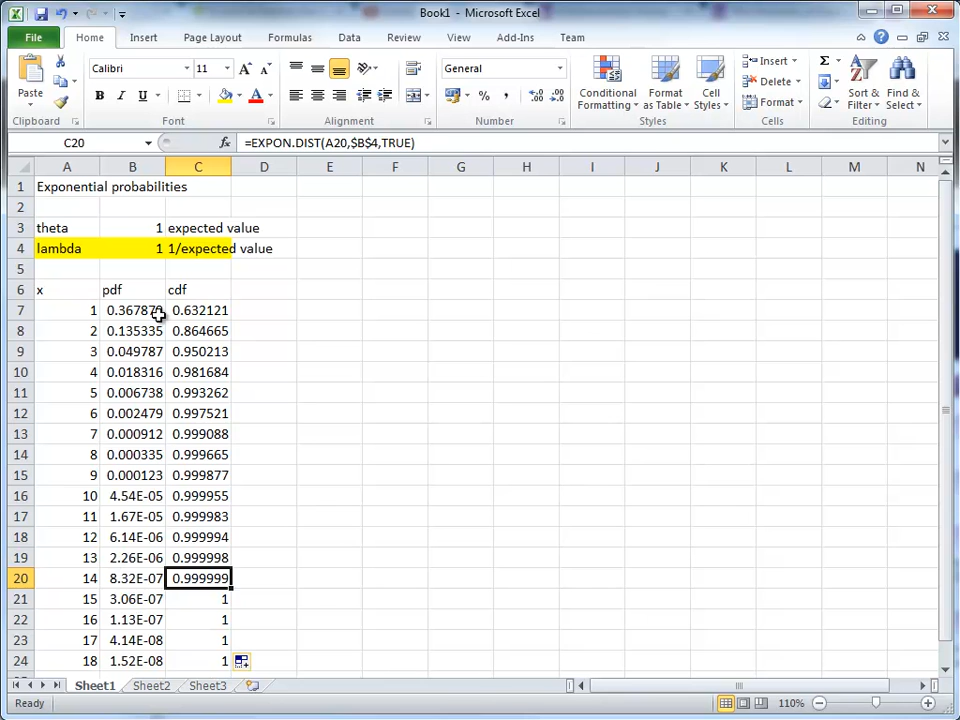 Book1 - Microsoft Excel
File Home Insert Page Layout Formulas Data Review View Add-Ins Team
Calibri 11 A A General Insert Σ
Paste B I U A $ % , .0 .00 Conditional Formatting Format as Table Cell Styles Delete Sort & Filter Find & Select
Format
Clipboard Font Alignment Number Styles Cells Editing
C20 fx =EXPON.DIST(A20,$B$4,TRUE)
A B C D E F G H I J K L M N
1 Exponential probabilities
2
3 theta 1 expected value
4 lambda 1 1/expected value
5
6 x pdf cdf
7 1 0.367879 0.632121
8 2 0.135335 0.864665
9 3 0.049787 0.950213
10 4 0.018316 0.981684
11 5 0.006738 0.993262
12 6 0.002479 0.997521
13 7 0.000912 0.999088
14 8 0.000335 0.999665
15 9 0.000123 0.999877
16 10 4.54E-05 0.999955
17 11 1.67E-05 0.999983
18 12 6.14E-06 0.999994
19 13 2.26E-06 0.999998
20 14 8.32E-07 0.999999
21 15 3.06E-07 1
22 16 1.13E-07 1
23 17 4.14E-08 1
24 18 1.52E-08 1
Sheet1 Sheet2 Sheet3
Ready 110%